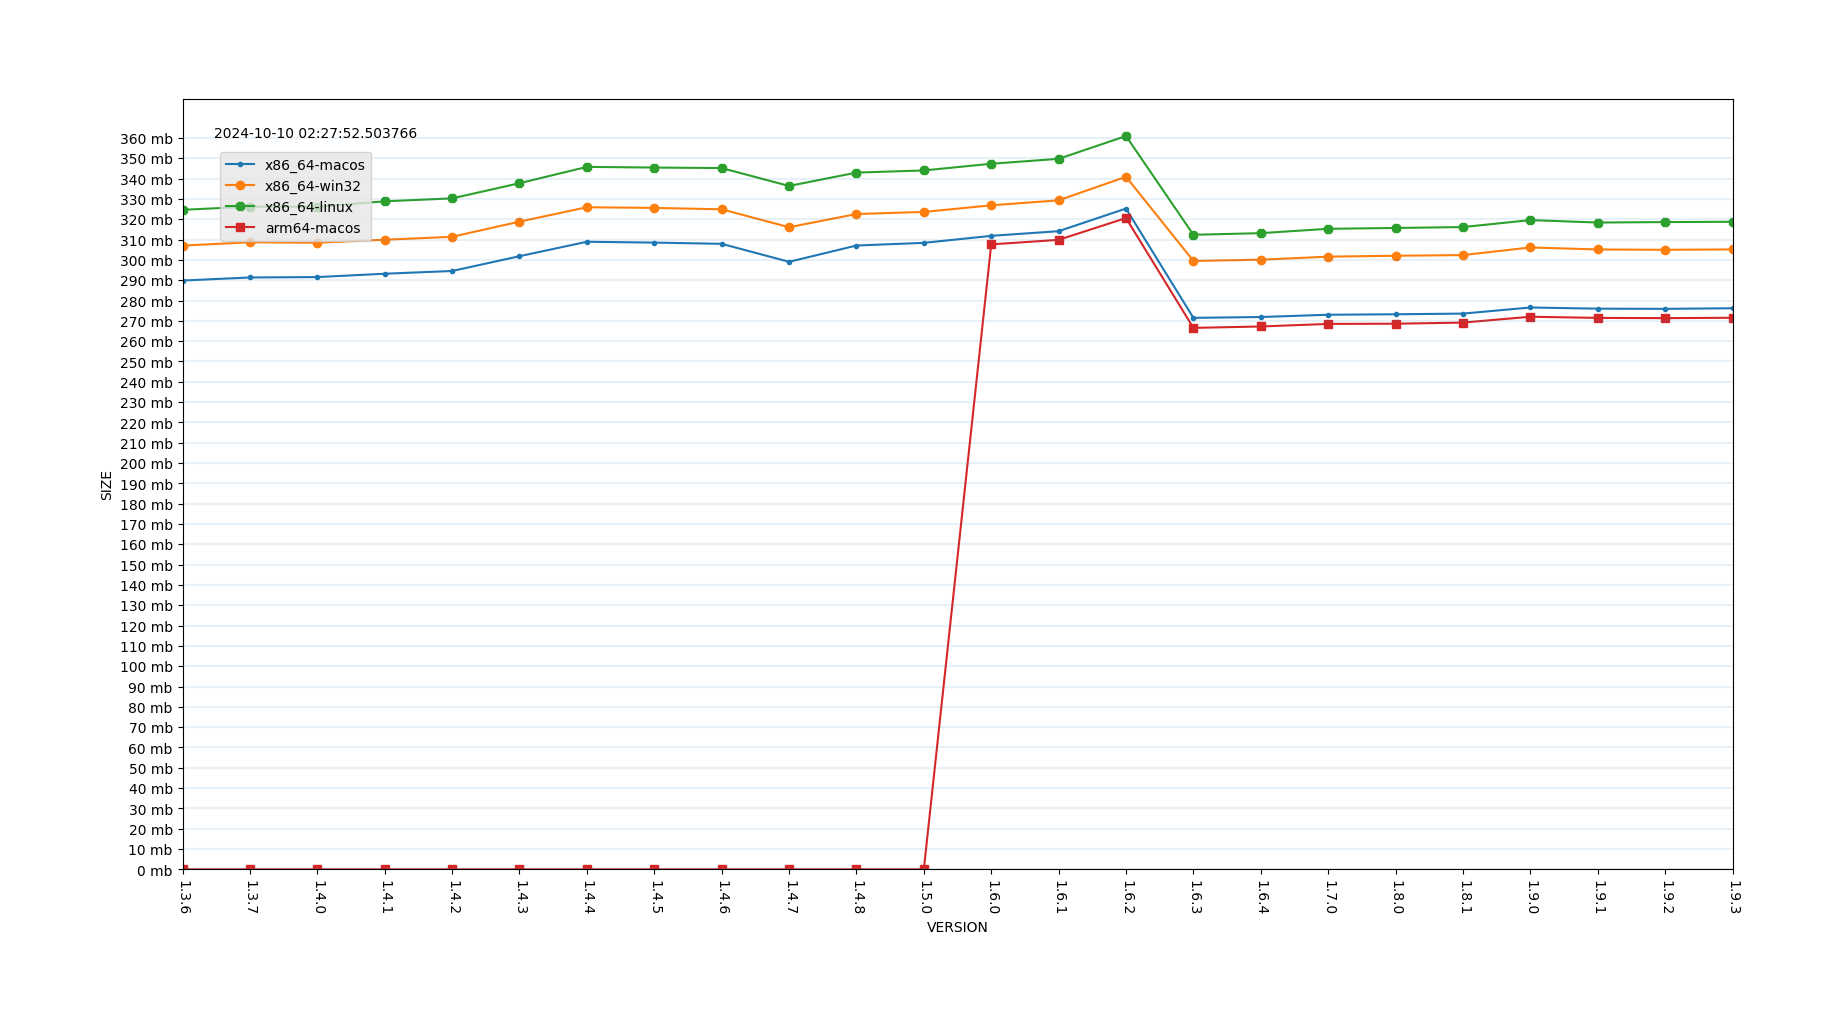 2024-10-10 02:27:52.503766
x86_64-macos
x86_64-win32
x86_64-linux
arm64-macos
360 mb
350 mb
340 mb
330 mb
320 mb
310 mb
300 mb
290 mb
280 mb
270 mb
260 mb
250 mb
240 mb
230 mb
220 mb
210 mb
200 mb
190 mb
180 mb
170 mb
160 mb
150 mb
140 mb
130 mb
120 mb
110 mb
100 mb
90 mb
80 mb
70 mb
60 mb
50 mb
40 mb
30 mb
20 mb
10 mb
0 mb
SIZE
1.3.6
1.3.7
1.4.0
1.4.1
1.4.2
1.4.3
1.4.4
1.4.5
1.4.6
1.4.7
1.4.8
1.5.0
1.6.0
1.6.1
1.6.2
1.6.3
1.6.4
1.7.0
1.8.0
1.8.1
1.9.0
1.9.1
1.9.2
1.9.3
VERSION